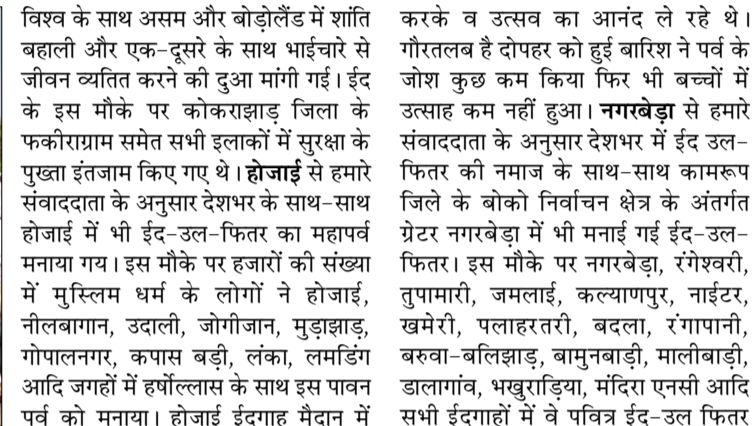 विश्व के साथ असम और बोड़ोलैंड में शांति
बहाली और एक-दूसरे के साथ भाईचारे से
जीवन व्यतित करने की दुआ मांगी गई। ईद
के इस मौके पर कोकराझाड़ जिला के
फकीराग्राम समेत सभी इलाकों में सुरक्षा के
पुख्ता इंतजाम किए गए थे। होजाई से हमारे
संवाददाता के अनुसार देशभर के साथ-साथ
होजाई में भी ईद-उल-फितर का महापर्व
मनाया गय। इस मौके पर हजारों की संख्या
में मुस्लिम धर्म के लोगों ने होजाई,
नीलबागान, उदाली, जोगीजान, मुड़ाझाड़,
गोपालनगर, कपास बड़ी, लंका, लमडिंग
आदि जगहों में हर्षोल्लास के साथ इस पावन
पर्व को मनाया। होजाई ईदगाह मैदान में
करके व उत्सव का आनंद ले रहे थे।
गौरतलब है दोपहर को हुई बारिश ने पर्व के
जोश कुछ कम किया फिर भी बच्चों में
उत्साह कम नहीं हुआ। नगरबेड़ा से हमारे
संवाददाता के अनुसार देशभर में ईद उल-
फितर की नमाज के साथ-साथ कामरूप
जिले के बोको निर्वाचन क्षेत्र के अंतर्गत
ग्रेटर नगरबेड़ा में भी मनाई गई ईद-उल-
फितर। इस मौके पर नगरबेड़ा, रंगेश्वरी,
तुपामारी, जमलाई, कल्याणपुर, नाईटर,
खमेरी, पलाहरतरी, बदला, रंगापानी,
बरुवा-बलिझाड़, बामुनबाड़ी, मालीबाड़ी,
डालागांव, भखुराड़िया, मंदिरा एनसी आदि
सभी ईदगाहों में वे पवित्र ईद-उल फितर